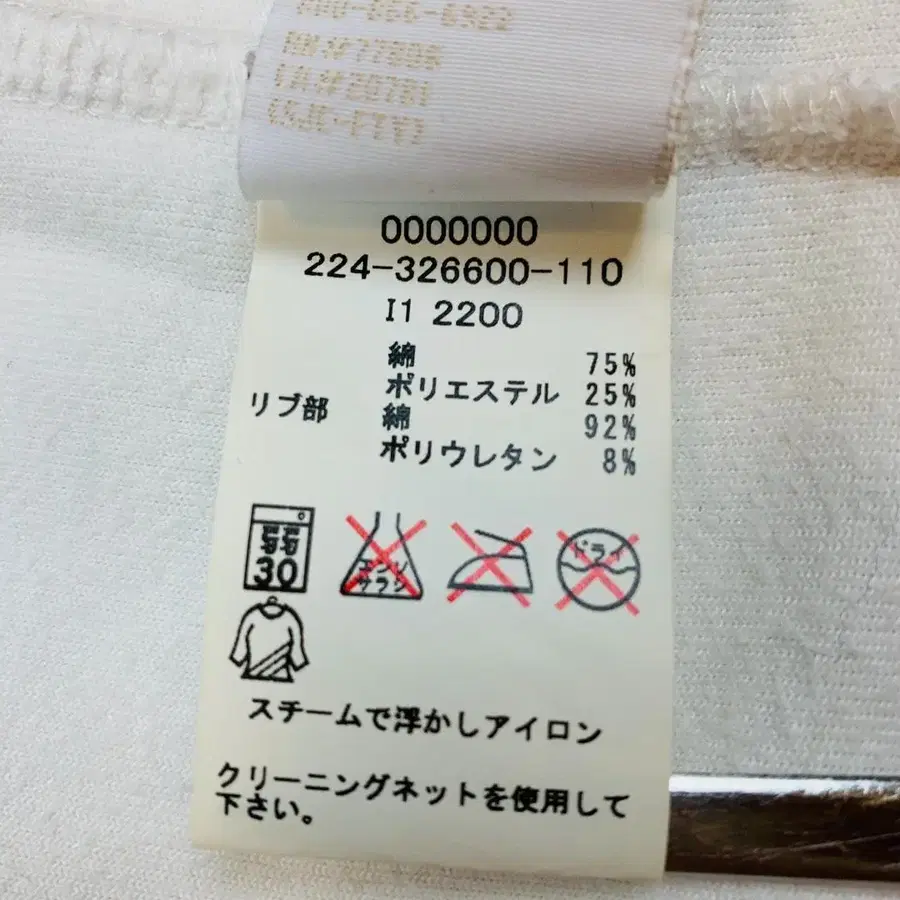 0000000
224-326600-110
I1 2200
綿 75%
ポリエステル 25%
リブ部 綿 92%
ポリウレタン 8%
弱
30
エンソ
サラシ
ドライ
スチームで浮かしアイロン
クリーニングネットを使用して
下さい。